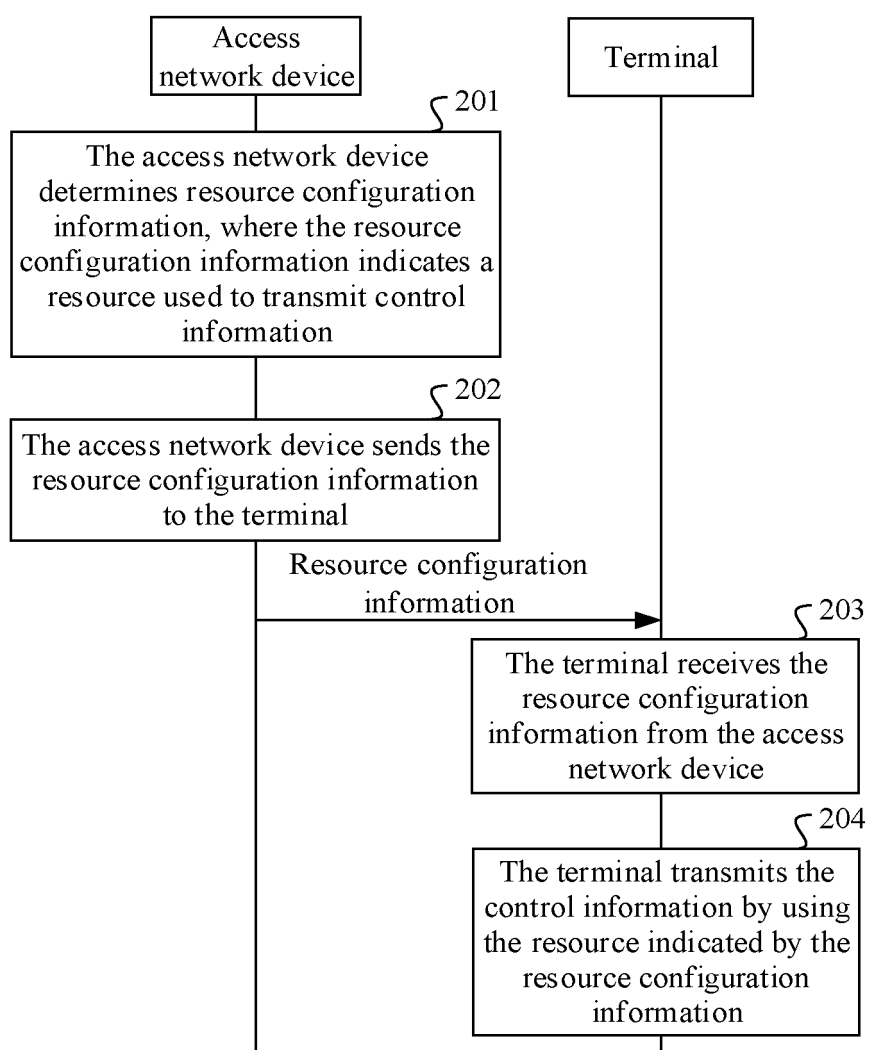 Access
network device
Terminal
201
The access network device
determines resource configuration
information, where the resource
configuration information indicates a
resource used to transmit control
information
202
The access network device sends the
resource configuration information
to the terminal
Resource configuration
information
203
The terminal receives the
resource configuration
information from the access
network device
204
The terminal transmits the
control information by using
the resource indicated by the
resource configuration
information